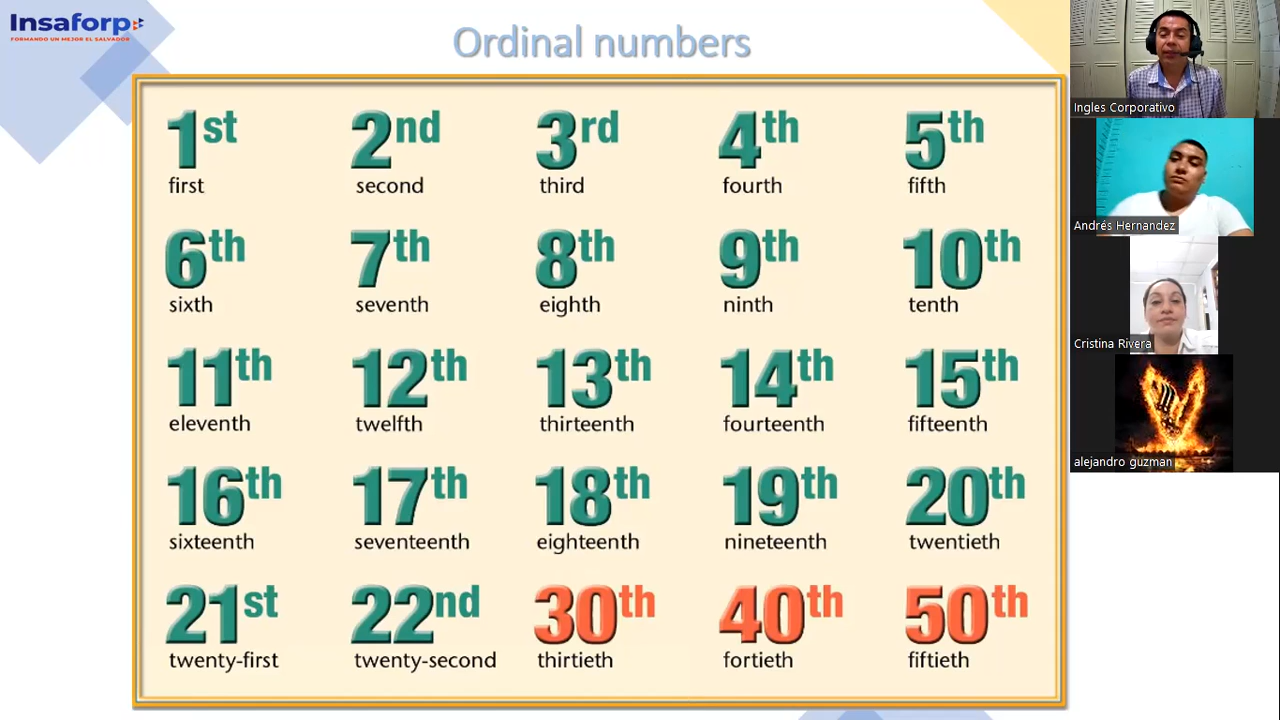 Insaforp
FORMANDO UN MEJOR EL SALVADOR
Ordinal numbers
1st 2nd 3rd 4th 5th
first second third fourth fifth
6th 7th 8th 9th 10th
sixth seventh eighth ninth tenth
11th 12th 13th 14th 15th
eleventh twelfth thirteenth fourteenth fifteenth
16th 17th 18th 19th 20th
sixteenth seventeenth eighteenth nineteenth twentieth
21st 22nd 30th 40th 50th
twenty-first twenty-second thirtieth fortieth fiftieth
Ingles Corporativo
Andrés Hernandez
Cristina Rivera
alejandro guzman